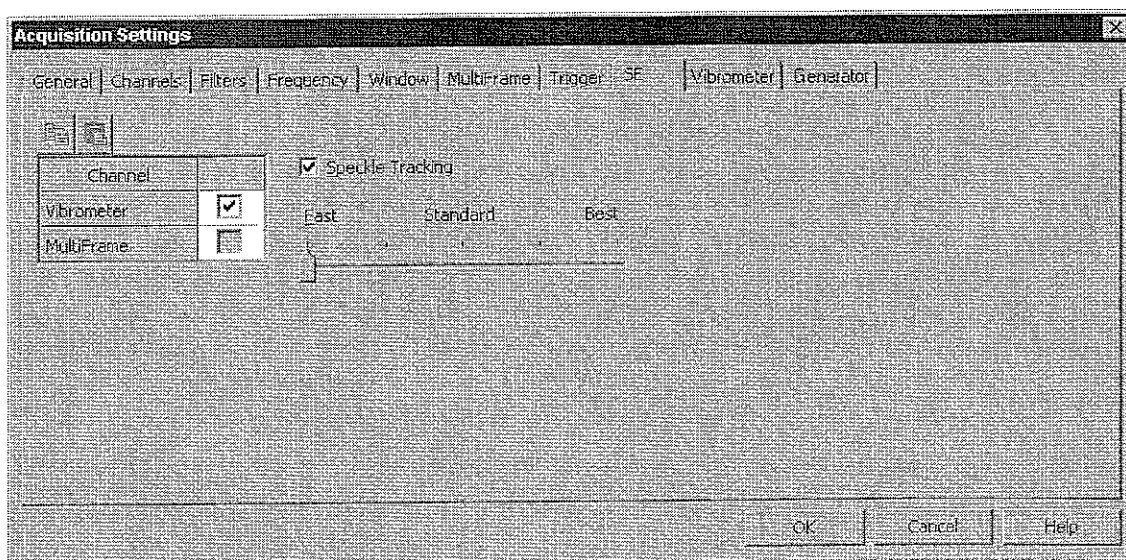 Acquisition Settings
General Channels Filters Frequency Window MultiFrame Trigger SE Vibrometer Generator
Channel
Speckle Tracking
Vibrometer
Fast Standard Best
MultiFrame
OK Cancel Help